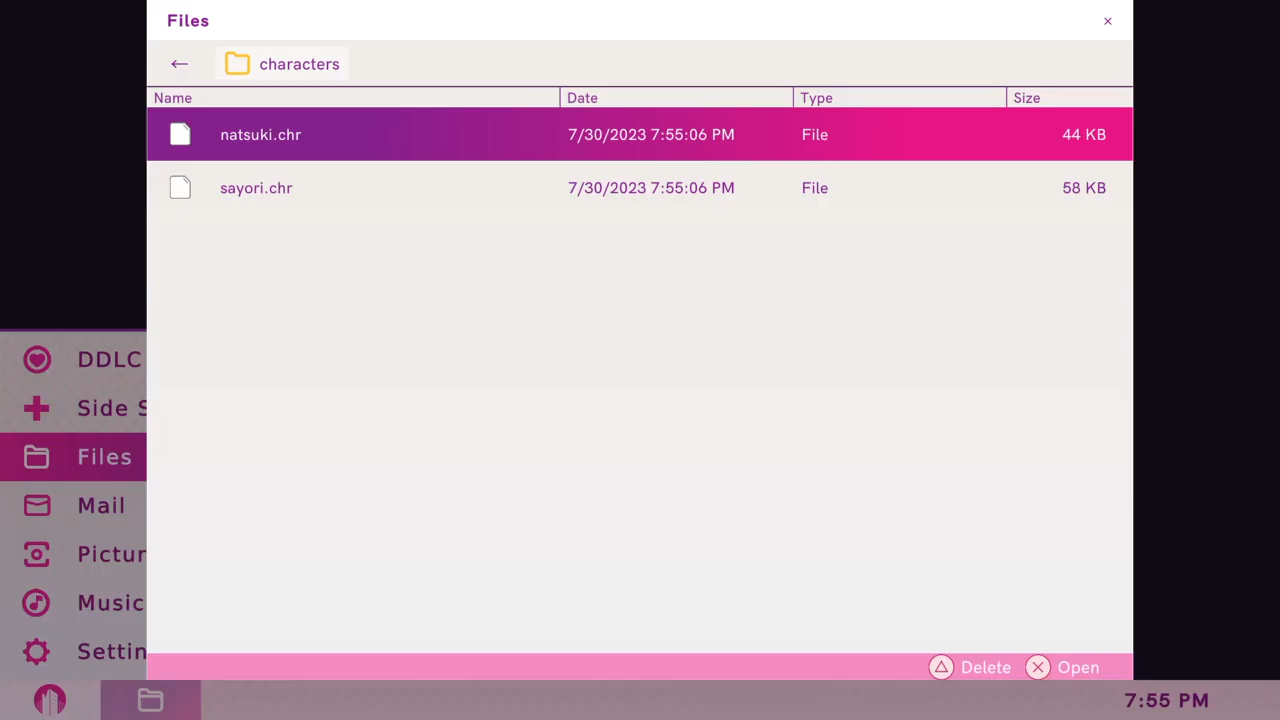 Files
×
← characters
Name Date Type Size
natsuki.chr 7/30/2023 7:55:06 PM File 44 KB
sayori.chr 7/30/2023 7:55:06 PM File 58 KB
DDLC
Side S
Files
Mail
Pictur
Music
Settin
Delete Open
7:55 PM